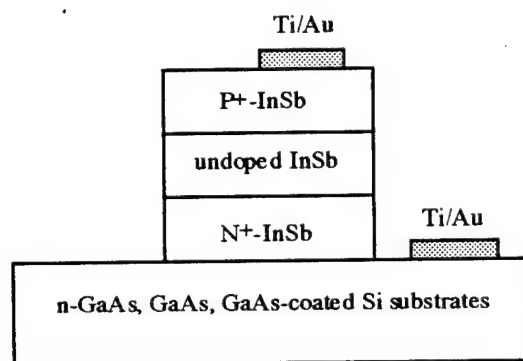 Ti/Au
P+-InSb
undoped InSb
Ti/Au
N+-InSb
n-GaAs, GaAs, GaAs-coated Si substrates